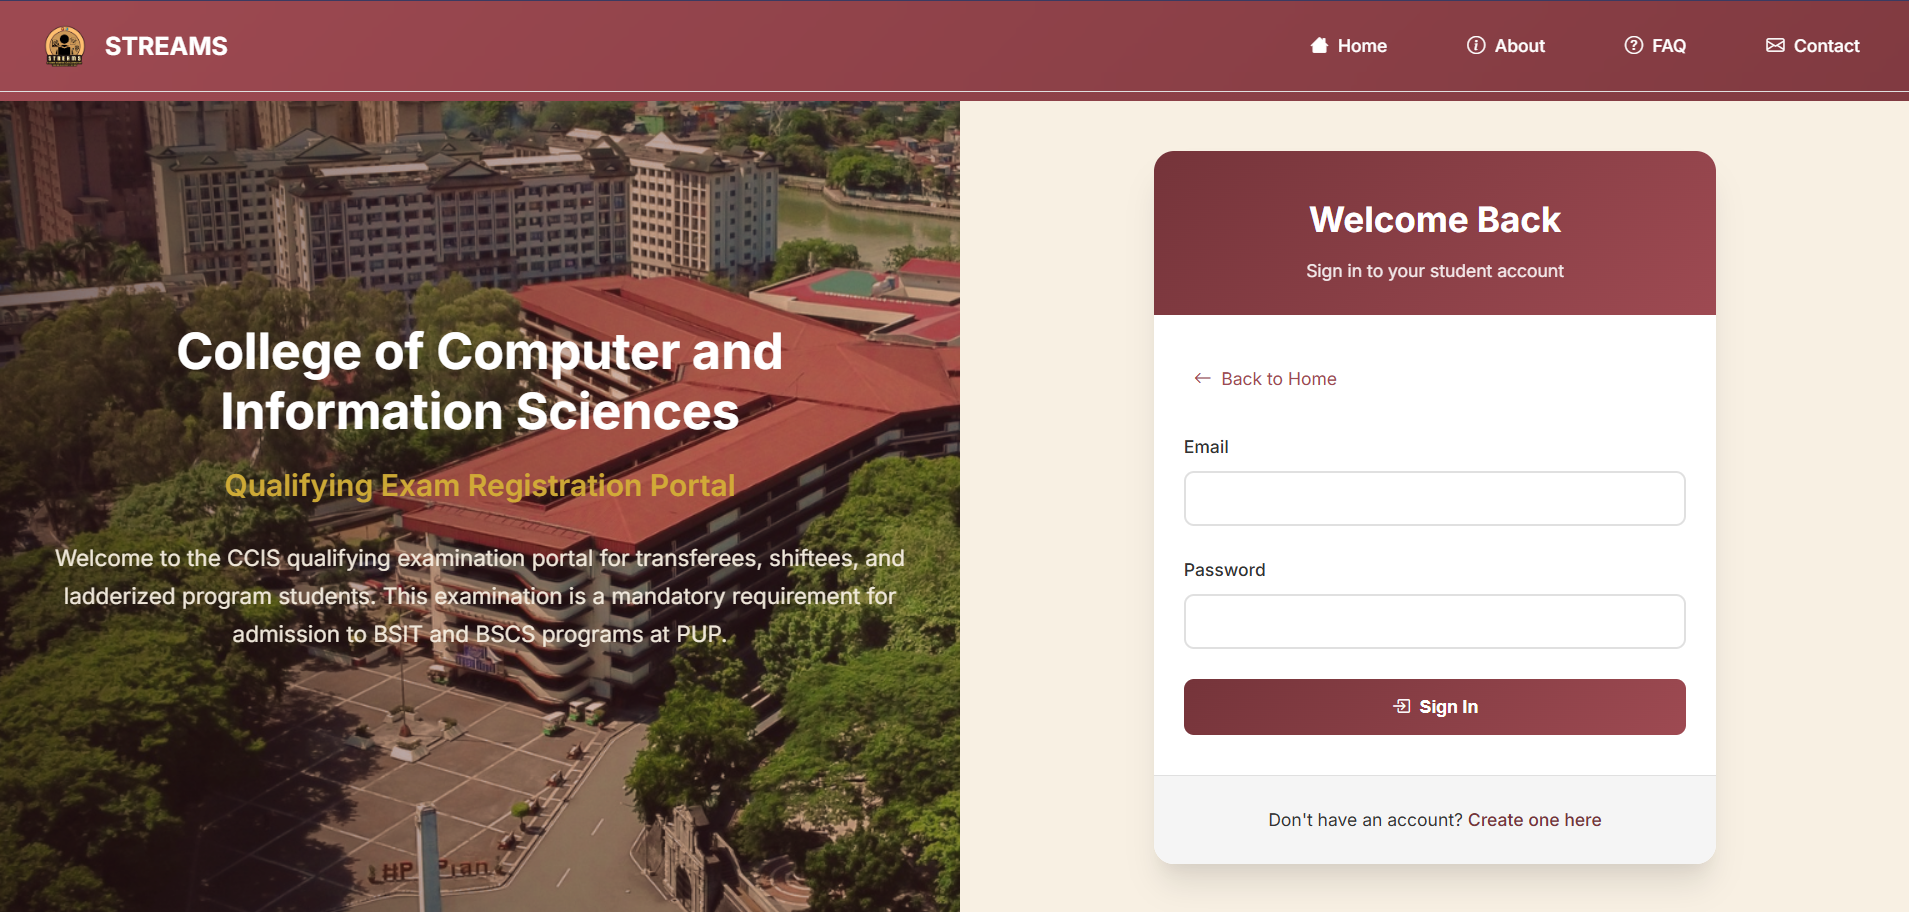 STREAMS
STREAMS
Home
About
FAQ
Contact
College of Computer and
Information Sciences
Qualifying Exam Registration Portal
Welcome to the CCIS qualifying examination portal for transferees, shiftees, and
ladderized program students. This examination is a mandatory requirement for
admission to BSIT and BSCS programs at PUP.
Welcome Back
Sign in to your student account
Back to Home
Email
Password
Sign In
Don't have an account? Create one here